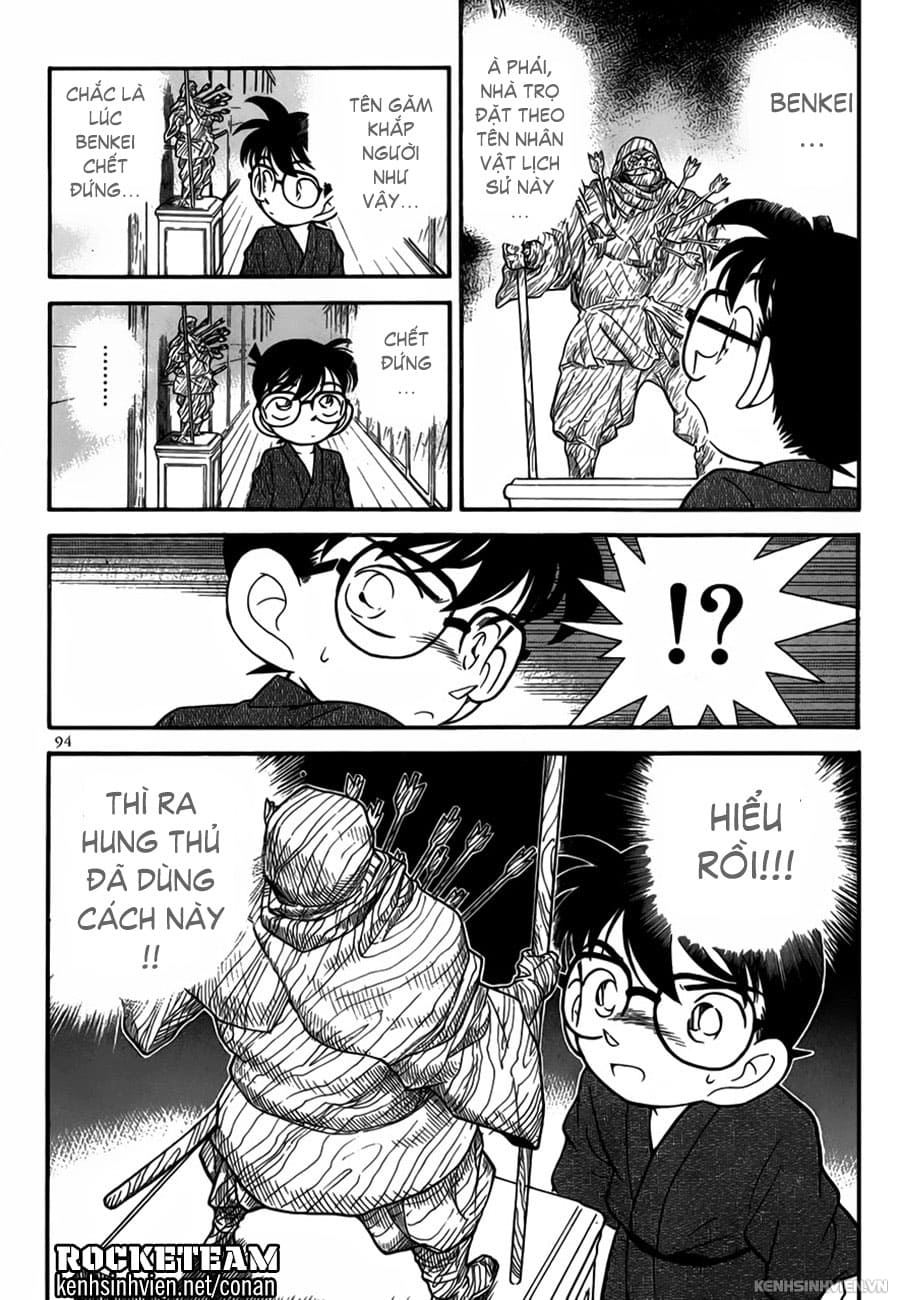 BENKEI
...
À PHẢI,
NHÀ TRỌ
ĐẶT THEO
TÊN NHÂN
VẬT LỊCH
SỬ NÀY
...
TÊN GĂM
KHẮP
NGƯỜI
NHƯ
VẬY...
CHẮC LÀ
LÚC
BENKEI
CHẾT
ĐỨNG...
CHẾT
ĐỨNG
...
.........
!?
94
HIỂU
RỒI!!!
THÌ RA
HUNG THỦ
ĐÃ DÙNG
CÁCH NÀY
!!
ROCKETEAM
kenhsinhvien.net/conan
KENHSINHVIEN.VN